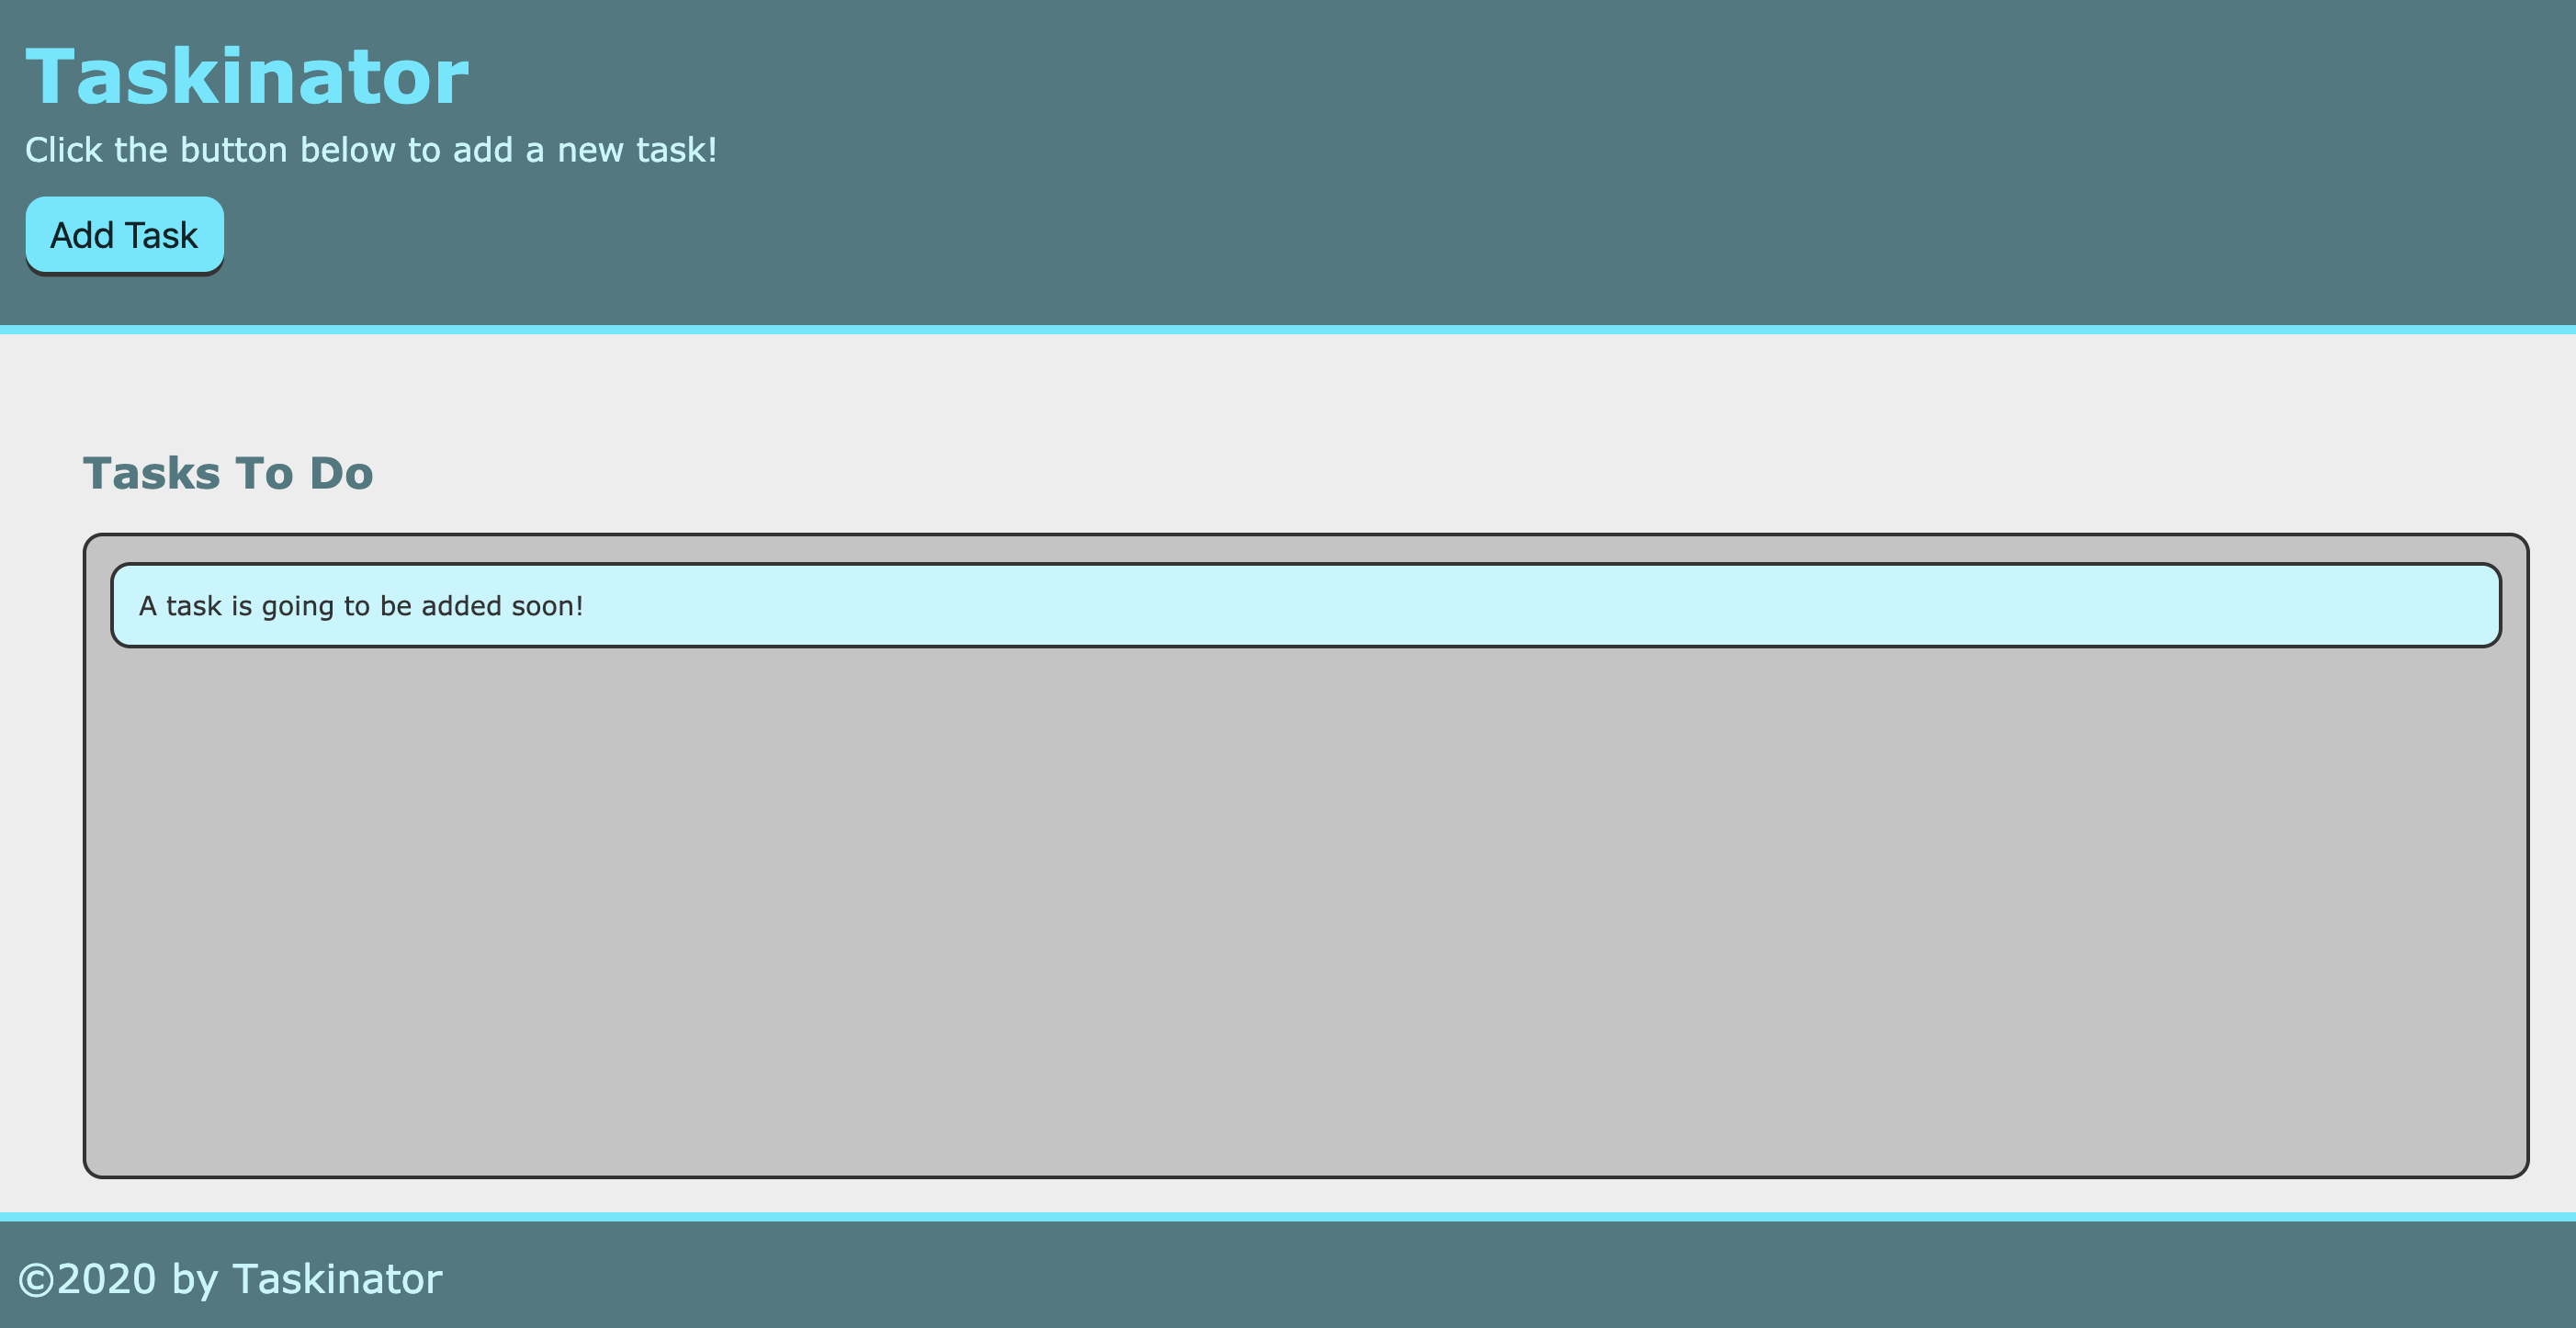 Taskinator
Click the button below to add a new task!
Add Task
Tasks To Do
A task is going to be added soon!
©2020 by Taskinator